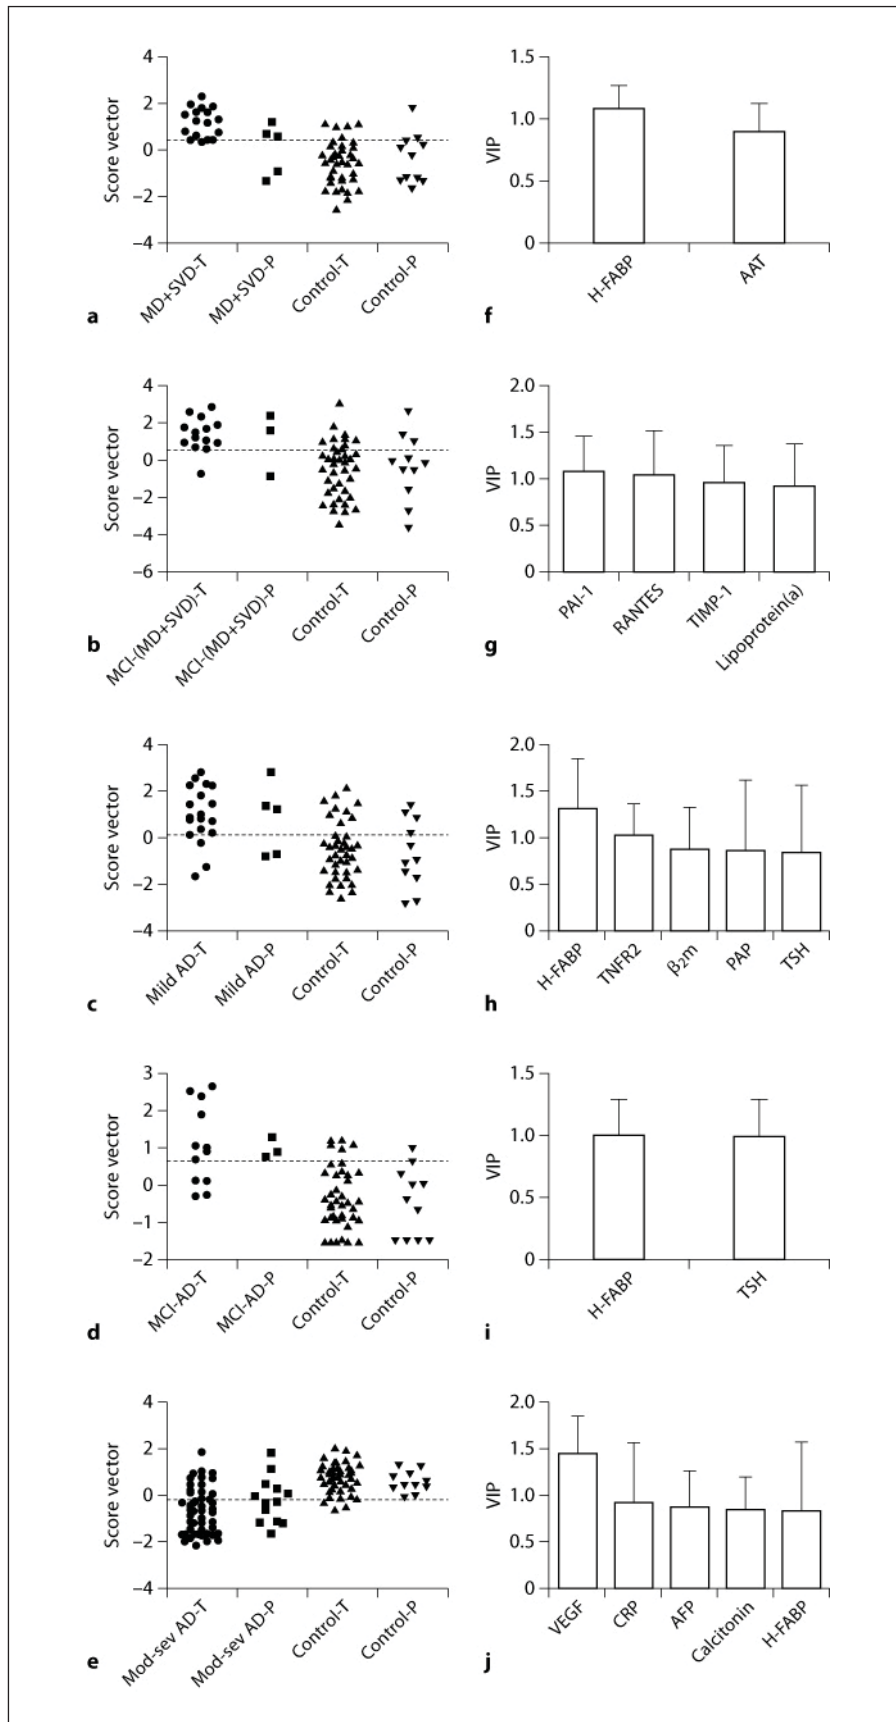 4
2
0
−2
−4
Score vector
MD+SVD-T
MD+SVD-P
Control-T
Control-P
a
1.5
1.0
0.5
0
VIP
H-FABP
AAT
f
4
2
0
−2
−4
−6
Score vector
MCI-(MD+SVD)-T
MCI-(MD+SVD)-P
Control-T
Control-P
b
2.0
1.5
1.0
0.5
0
VIP
PAI-1
RANTES
TIMP-1
Lipoprotein(a)
g
4
2
0
−2
−4
Score vector
Mild AD-T
Mild AD-P
Control-T
Control-P
c
2.0
1.5
1.0
0.5
0
VIP
H-FABP
TNFR2
β₂m
PAP
TSH
h
3
2
1
0
−1
−2
Score vector
MCI-AD-T
MCI-AD-P
Control-T
Control-P
d
1.5
1.0
0.5
0
VIP
H-FABP
TSH
i
4
2
0
−2
−4
Score vector
Mod-sev AD-T
Mod-sev AD-P
Control-T
Control-P
e
2.0
1.5
1.0
0.5
0
VIP
VEGF
CRP
AFP
Calcitonin
H-FABP
j